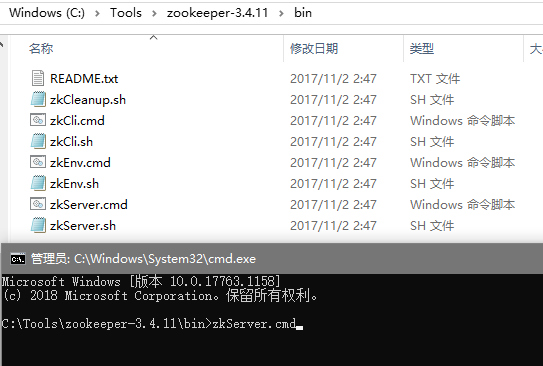 Windows (C:) › Tools › zookeeper-3.4.11 › bin
名称 修改日期 类型 大
README.txt 2017/11/2 2:47 TXT 文件
zkCleanup.sh 2017/11/2 2:47 SH 文件
zkCli.cmd 2017/11/2 2:47 Windows 命令脚本
zkCli.sh 2017/11/2 2:47 SH 文件
zkEnv.cmd 2017/11/2 2:47 Windows 命令脚本
zkEnv.sh 2017/11/2 2:47 SH 文件
zkServer.cmd 2017/11/2 2:47 Windows 命令脚本
zkServer.sh 2017/11/2 2:47 SH 文件
管理员: C:\Windows\System32\cmd.exe
Microsoft Windows [版本 10.0.17763.1158]
(c) 2018 Microsoft Corporation。保留所有权利。
C:\Tools\zookeeper-3.4.11\bin>zkServer.cmd